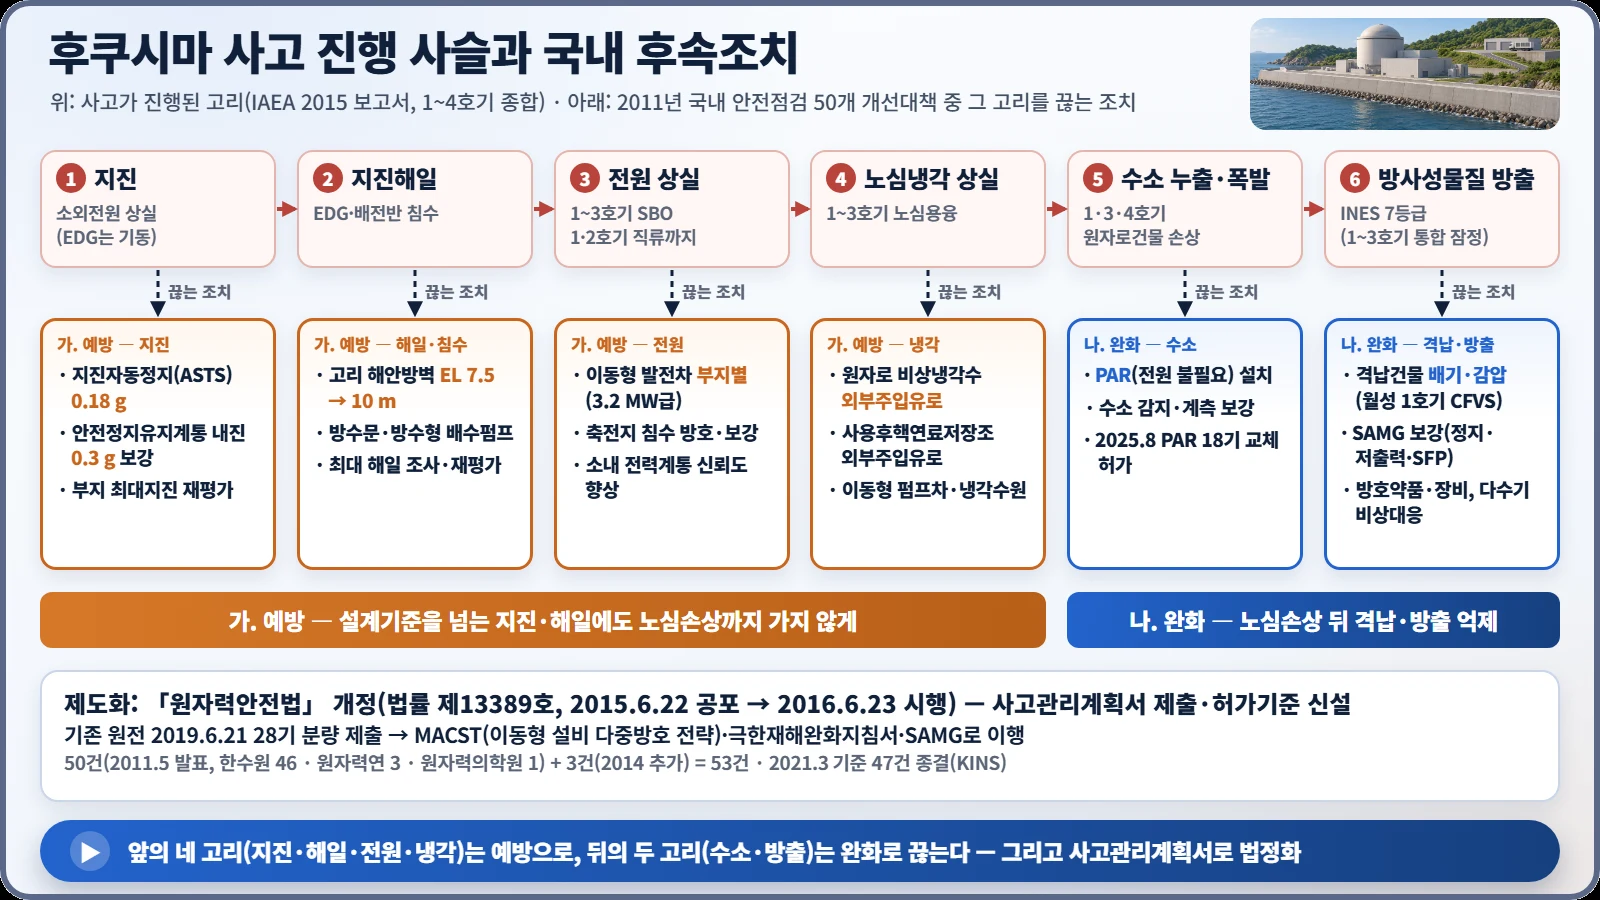 후쿠시마 사고 진행 사슬과 국내 후속조치
위: 사고가 진행된 고리(IAEA 2015 보고서, 1~4호기 종합) · 아래: 2011년 국내 안전점검 50개 개선대책 중 그 고리를 끊는 조치
1 지진
소외전원 상실
(EDG는 기동)
2 지진해일
EDG·배전반 침수
3 전원 상실
1~3호기 SBO
1·2호기 직류까지
4 노심냉각 상실
1~3호기 노심용융
5 수소 누출·폭발
1·3·4호기
원자로건물 손상
6 방사성물질 방출
INES 7등급
(1~3호기 통합 잠정)
끊는 조치
끊는 조치
끊는 조치
끊는 조치
끊는 조치
끊는 조치
가. 예방 — 지진
· 지진자동정지(ASTS)
0.18 g
· 안전정지유지계통 내진
0.3 g 보강
· 부지 최대지진 재평가
가. 예방 — 해일·침수
· 고리 해안방벽 EL 7.5
→ 10 m
· 방수문·방수형 배수펌프
· 최대 해일 조사·재평가
가. 예방 — 전원
· 이동형 발전차 부지별
(3.2 MW급)
· 축전지 침수 방호·보강
· 소내 전력계통 신뢰도
향상
가. 예방 — 냉각
· 원자로 비상냉각수
외부주입유로
· 사용후핵연료저장조
외부주입유로
· 이동형 펌프차·냉각수원
나. 완화 — 수소
· PAR(전원 불필요) 설치
· 수소 감지·계측 보강
· 2025.8 PAR 18기 교체
허가
나. 완화 — 격납·방출
· 격납건물 배기·감압
(월성 1호기 CFVS)
· SAMG 보강(정지·
저출력·SFP)
· 방호약품·장비, 다수기
비상대응
가. 예방 — 설계기준을 넘는 지진·해일에도 노심손상까지 가지 않게
나. 완화 — 노심손상 뒤 격납·방출 억제
제도화: 「원자력안전법」 개정(법률 제13389호, 2015.6.22 공포 → 2016.6.23 시행) — 사고관리계획서 제출·허가기준 신설
기존 원전 2019.6.21 28기 분량 제출 → MACST(이동형 설비 다중방호 전략)·극한재해완화지침서·SAMG로 이행
50건(2011.5 발표, 한수원 46 · 원자력연 3 · 원자력의학원 1) + 3건(2014 추가) = 53건 · 2021.3 기준 47건 종결(KINS)
앞의 네 고리(지진·해일·전원·냉각)는 예방으로, 뒤의 두 고리(수소·방출)는 완화로 끊는다 — 그리고 사고관리계획서로 법정화